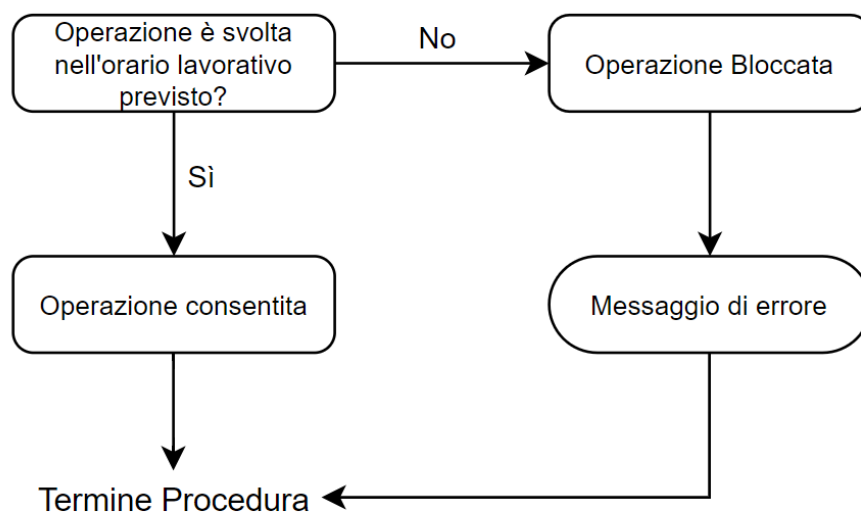 Operazione è svolta
nell'orario lavorativo
previsto?
No
Operazione Bloccata
Sì
Operazione consentita
Messaggio di errore
Termine Procedura